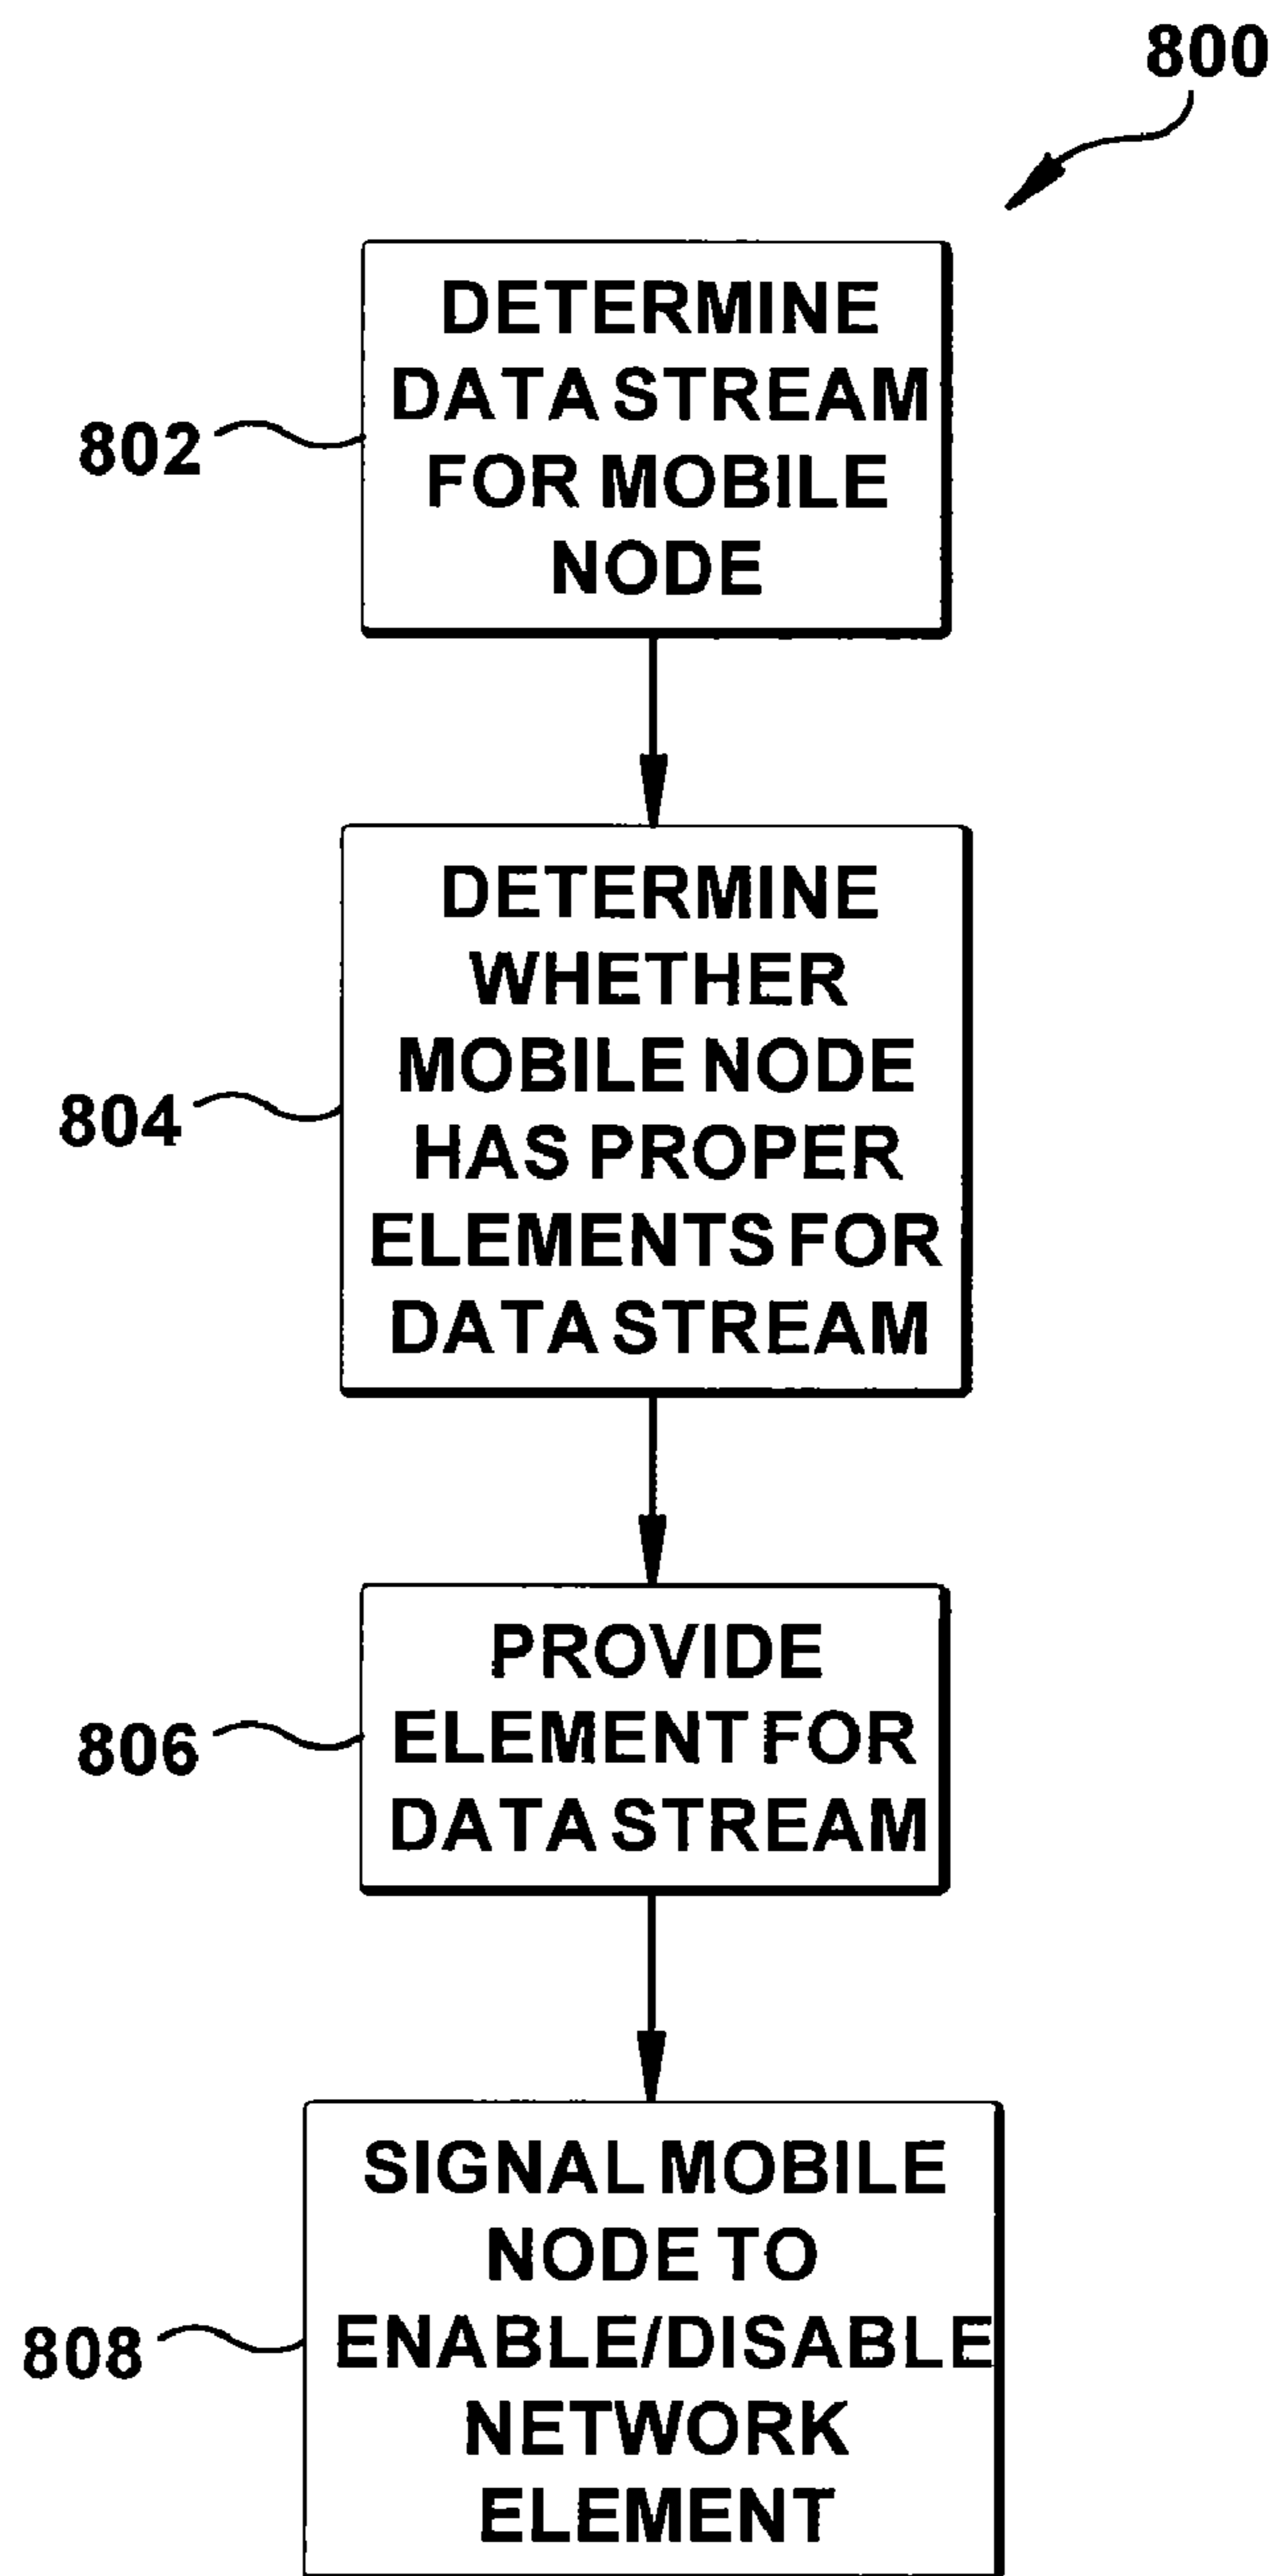 800
DETERMINE
DATA STREAM
FOR MOBILE
NODE
802
DETERMINE
WHETHER
MOBILE NODE
HAS PROPER
ELEMENTS FOR
DATA STREAM
804
PROVIDE
ELEMENT FOR
DATA STREAM
806
SIGNAL MOBILE
NODE TO
ENABLE/DISABLE
NETWORK
ELEMENT
808